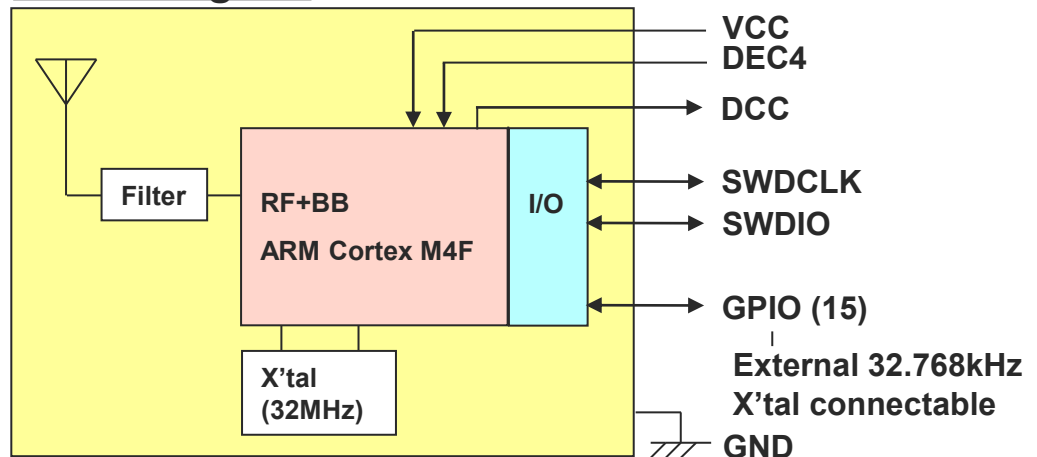 VCC
DEC4
DCC
Filter
RF+BB
ARM Cortex M4F
I/O
SWDCLK
SWDIO
GPIO (15)
External 32.768kHz
X'tal connectable
X'tal
(32MHz)
GND